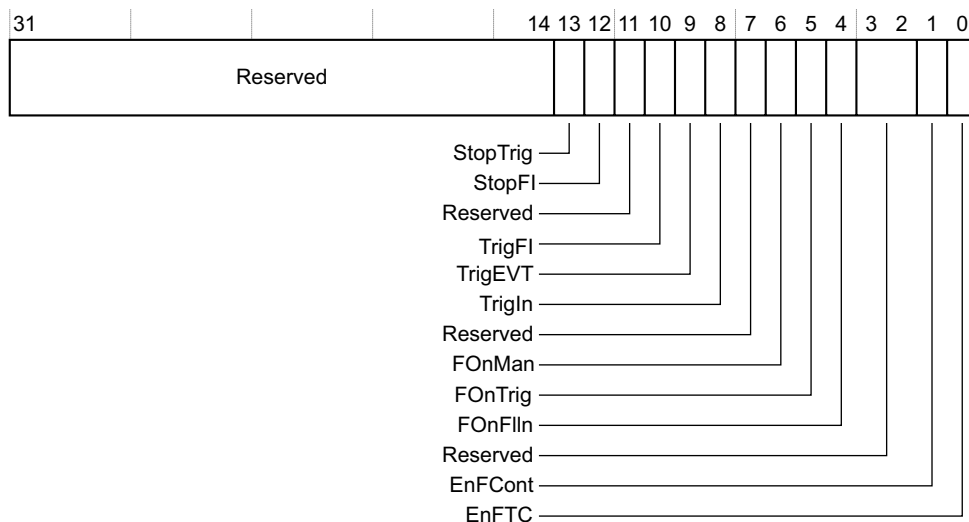 31 14 13 12 11 10 9 8 7 6 5 4 3 2 1 0
Reserved
StopTrig
StopFI
Reserved
TrigFI
TrigEVT
TrigIn
Reserved
FOnMan
FOnTrig
FOnFlIn
Reserved
EnFCont
EnFTC